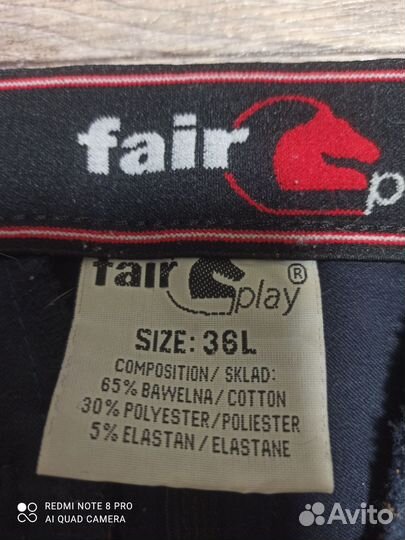 fair
p
fair
play ®
SIZE: 36L
COMPOSITION/ SKLAD:
65% BAWELNA/COTTON
30% POLYESTER/POLIESTER
5% ELASTAN/ELASTANE
REDMI NOTE 8 PRO
AI QUAD CAMERA
Avito